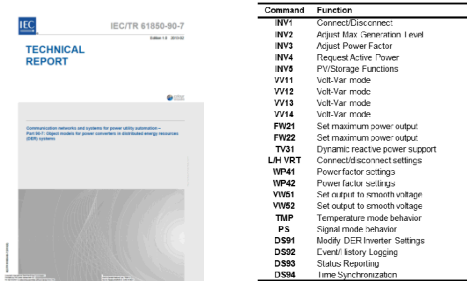 IEC
IEC/TR 61850-90-7
Edition 1.0 2013-02
TECHNICAL
REPORT
Communication networks and systems for power utility automation –
Part 90-7: Object models for power converters in distributed energy resources
(DER) systems
Command Function
INV1 Connect/Disconnect
INV2 Adjust Max Generation Level
INV3 Adjust Power Factor
INV4 Request Active Power
INV5 PV/Storage Functions
VV11 Volt-Var mode
VV12 Volt-Var mode
VV13 Volt-Var mode
VV14 Volt-Var mode
FW21 Set maximum power output
FW22 Set maximum power output
TV31 Dynamic reactive power support
L/H VRT Connect/disconnect settings
WP41 Power factor settings
WP42 Power factor settings
VW51 Set output to smooth voltage
VW52 Set output to smooth voltage
TMP Temperature mode behavior
PS Signal mode behavior
DS91 Modify DER Inverter Settings
DS92 Event/History Logging
DS93 Status Reporting
DS94 Time Synchronization